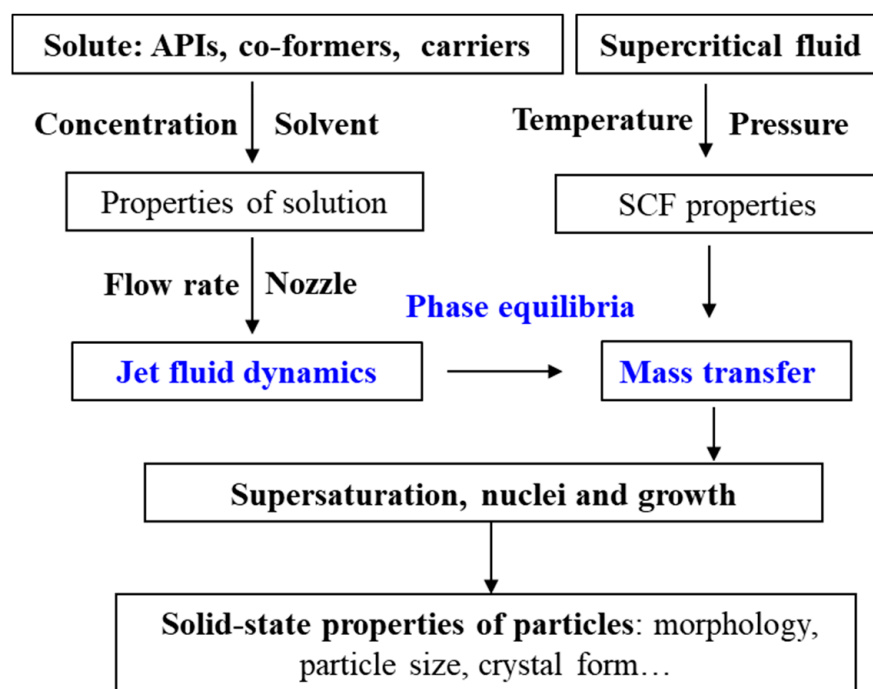 Solute: APIs, co-formers, carriers
Supercritical fluid
Concentration
Solvent
Temperature
Pressure
Properties of solution
SCF properties
Flow rate
Nozzle
Phase equilibria
Jet fluid dynamics
Mass transfer
Supersaturation, nuclei and growth
Solid-state properties of particles: morphology,
particle size, crystal form…